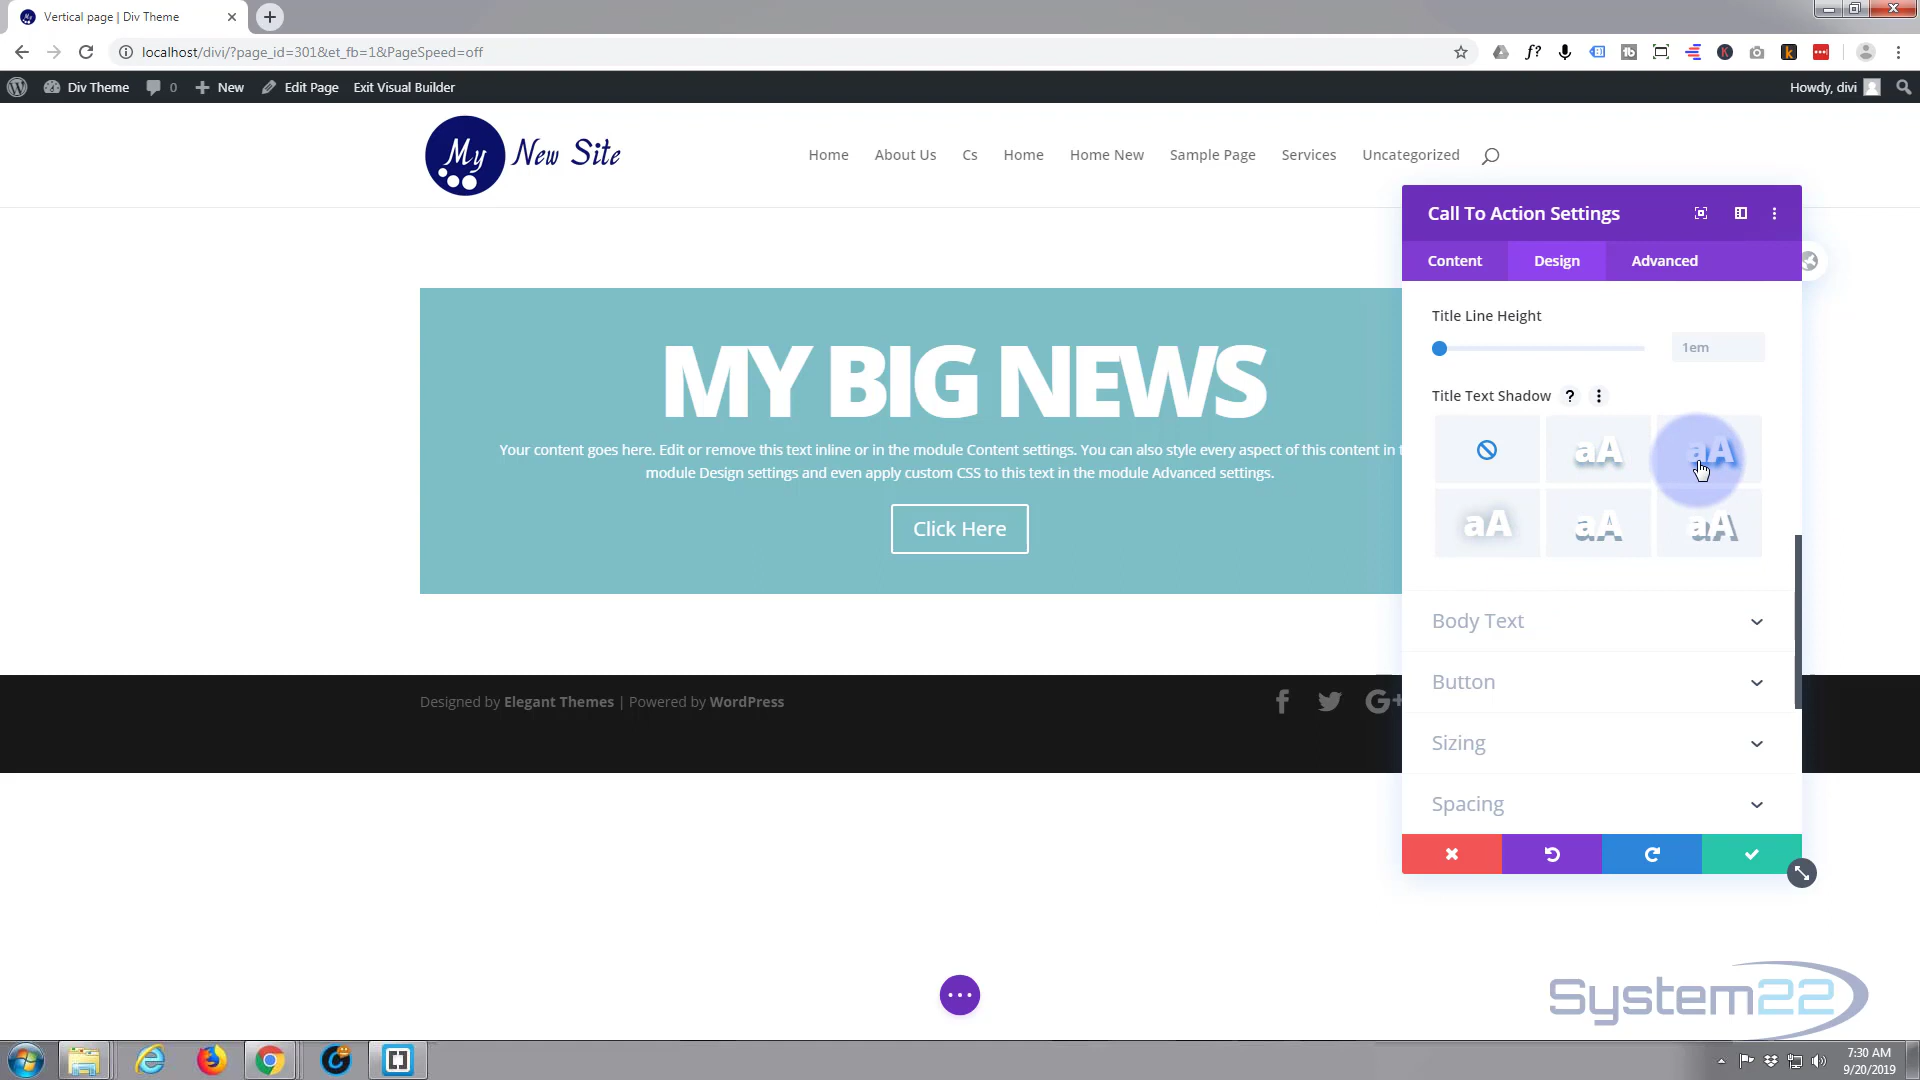 Vertical page | Div Theme
localhost/divi/?page_id=301&et_fb=1&PageSpeed=off
Div Theme 0 New Edit Page Exit Visual Builder Howdy, divi
My New Site
Home About Us Cs Home Home New Sample Page Services Uncategorized
Call To Action Settings
Content Design Advanced
Title Line Height
1em
Title Text Shadow ?
aA aA
aA aA aA
MY BIG NEWS
Your content goes here. Edit or remove this text inline or in the module Content settings. You can also style every aspect of this content in
module Design settings and even apply custom CSS to this text in the module Advanced settings.
Click Here
Body Text
Button
Sizing
Spacing
Designed by Elegant Themes | Powered by WordPress
System22
7:30 AM
9/20/2019